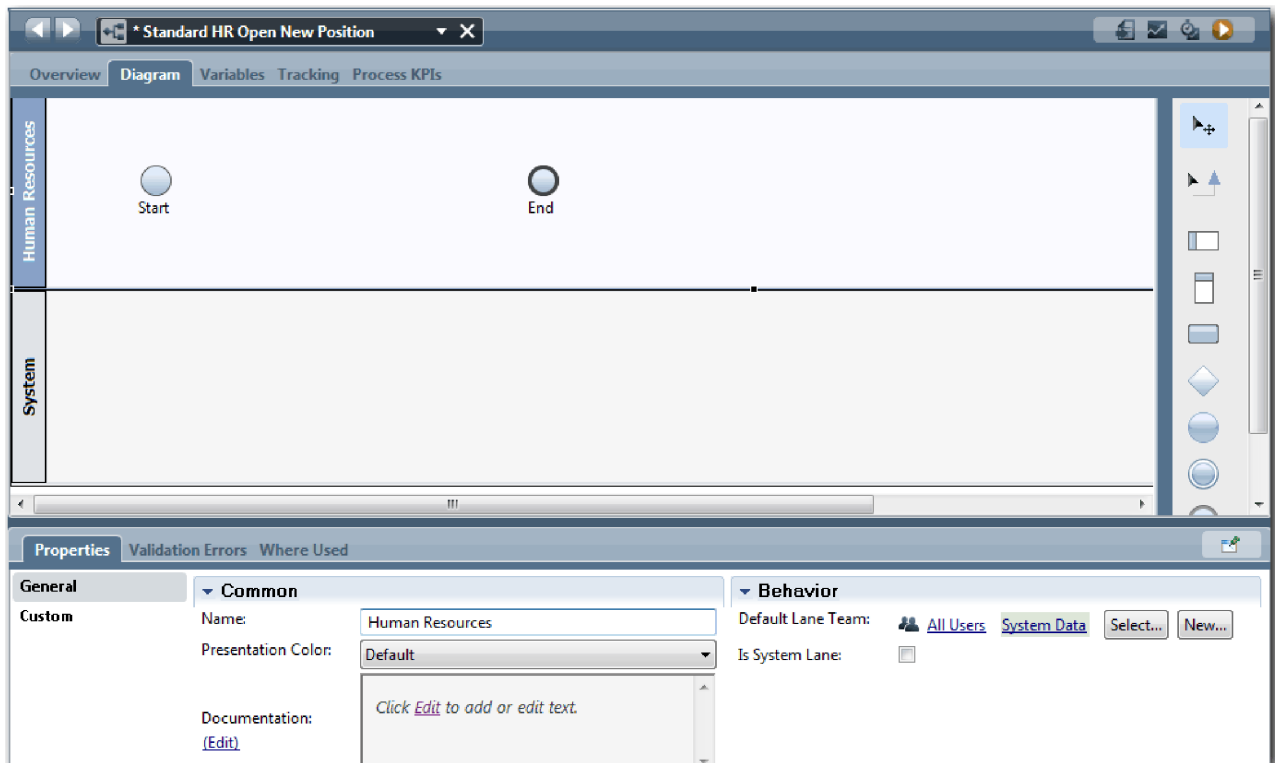 * Standard HR Open New Position
Overview Diagram Variables Tracking Process KPIs
Human Resources
Start End
System
Properties Validation Errors Where Used
General
Custom
Common
Name: Human Resources
Presentation Color: Default
Click Edit to add or edit text.
Documentation:
(Edit)
Behavior
Default Lane Team: All Users System Data Select... New...
Is System Lane: